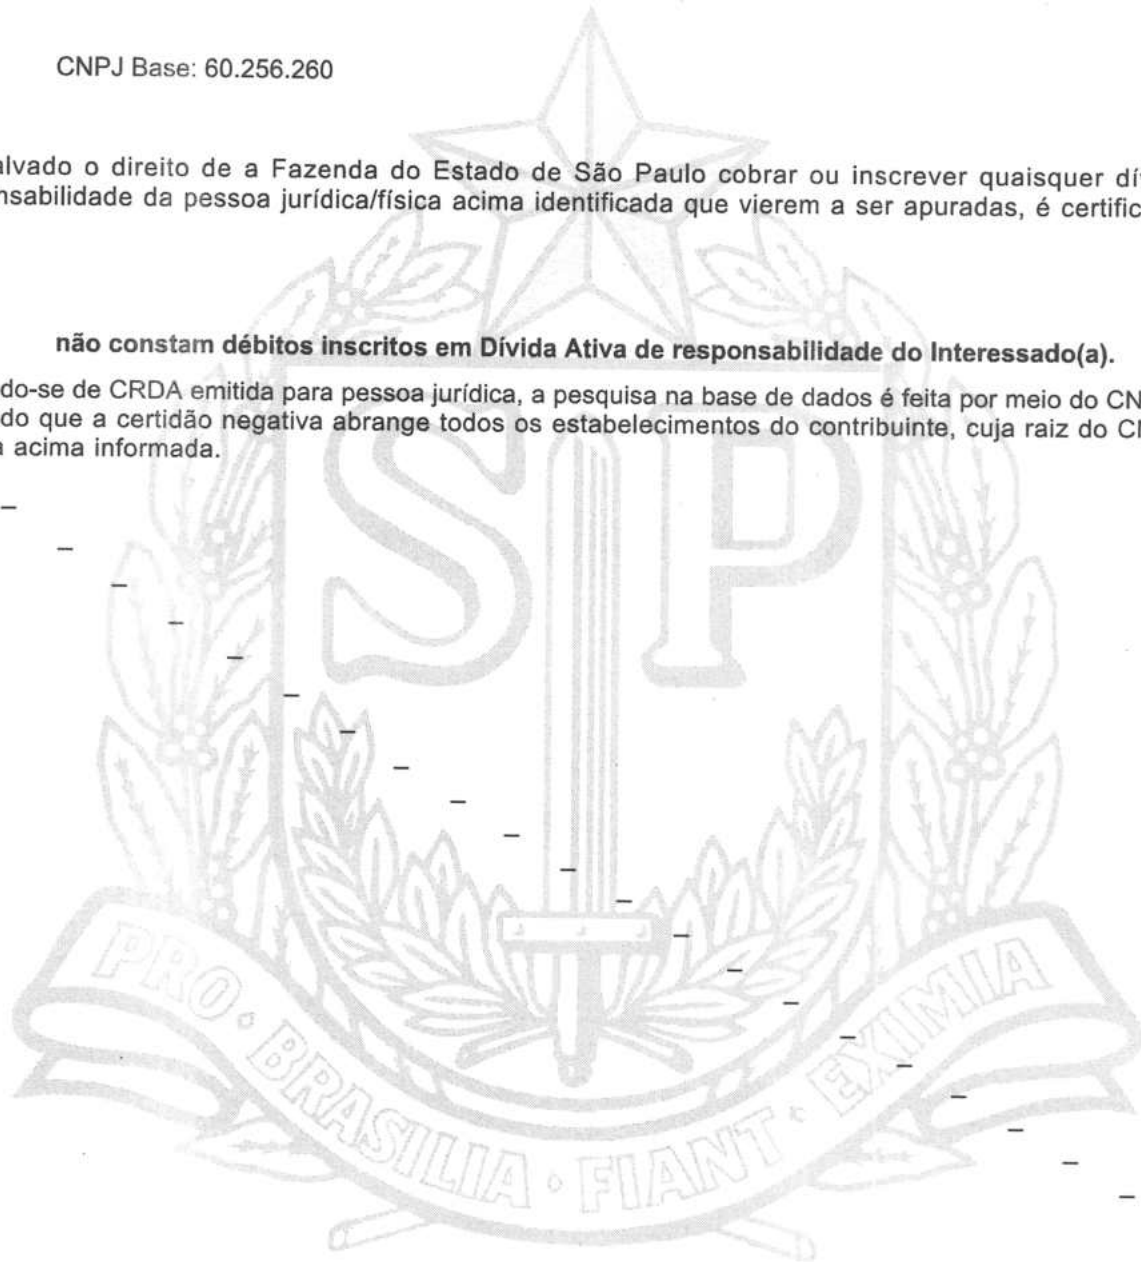 CNPJ Base: 60.256.260
alvado o direito de a Fazenda do Estado de São Paulo cobrar ou inscrever quaisquer dí
nsabilidade da pessoa jurídica/física acima identificada que vierem a ser apuradas, é certific
não constam débitos inscritos em Dívida Ativa de responsabilidade do Interessado(a).
do-se de CRDA emitida para pessoa jurídica, a pesquisa na base de dados é feita por meio do CN
do que a certidão negativa abrange todos os estabelecimentos do contribuinte, cuja raiz do C
acima informada.
SP
PRO • BRASILIA • FIANT • EXIMIA